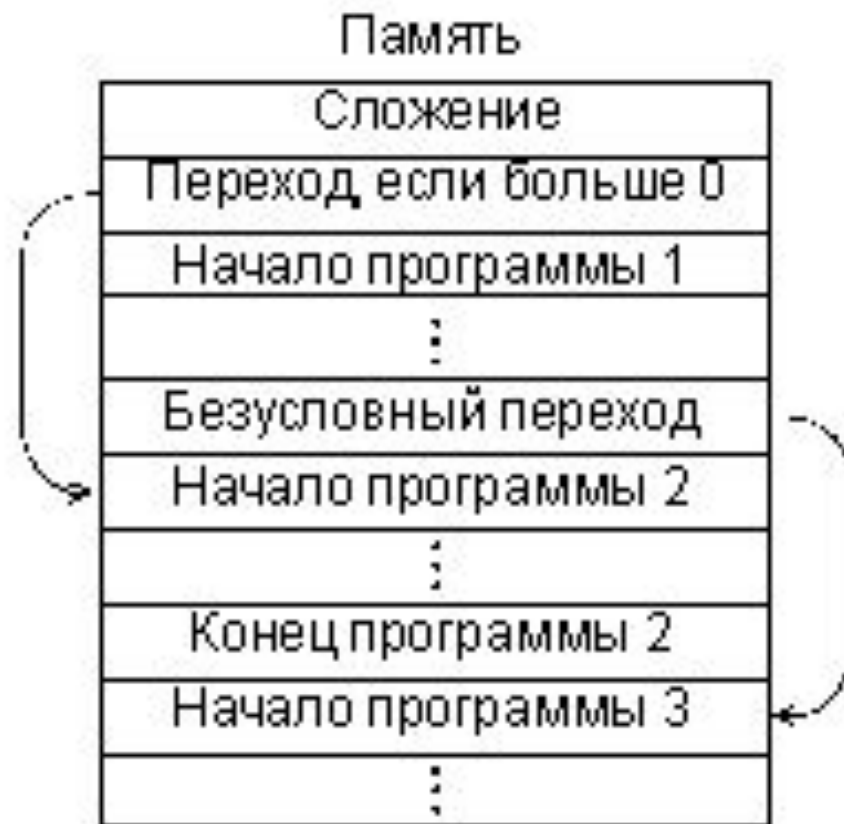 Память
Сложение
Переход, если больше 0
Начало программы 1
⋮
Безусловный переход
Начало программы 2
⋮
Конец программы 2
Начало программы 3
⋮